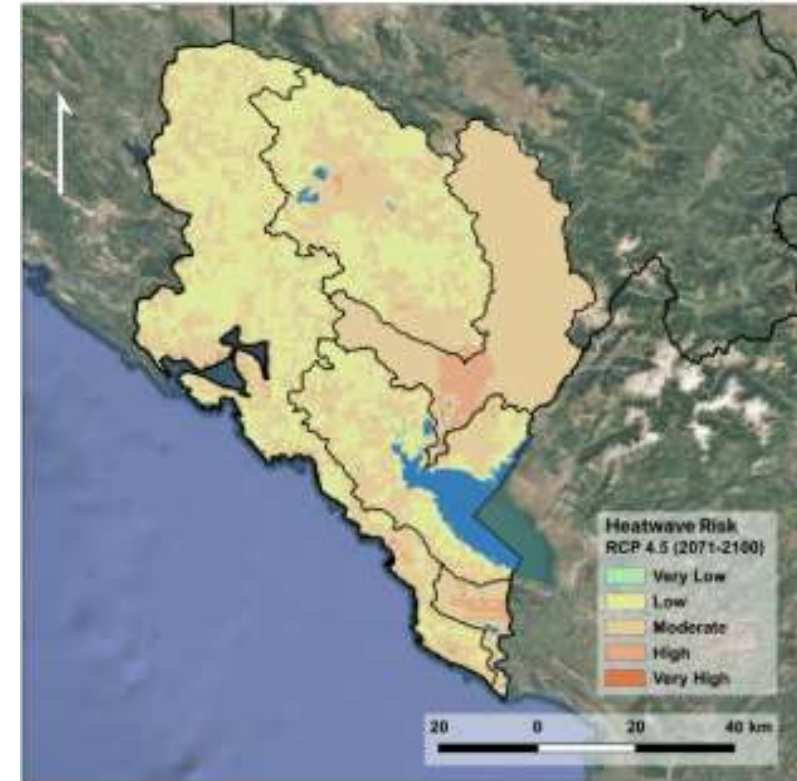 Heatwave Risk
RCP 4.5 (2071-2100)
Very Low
Low
Moderate
High
Very High
20 0 20 40 km